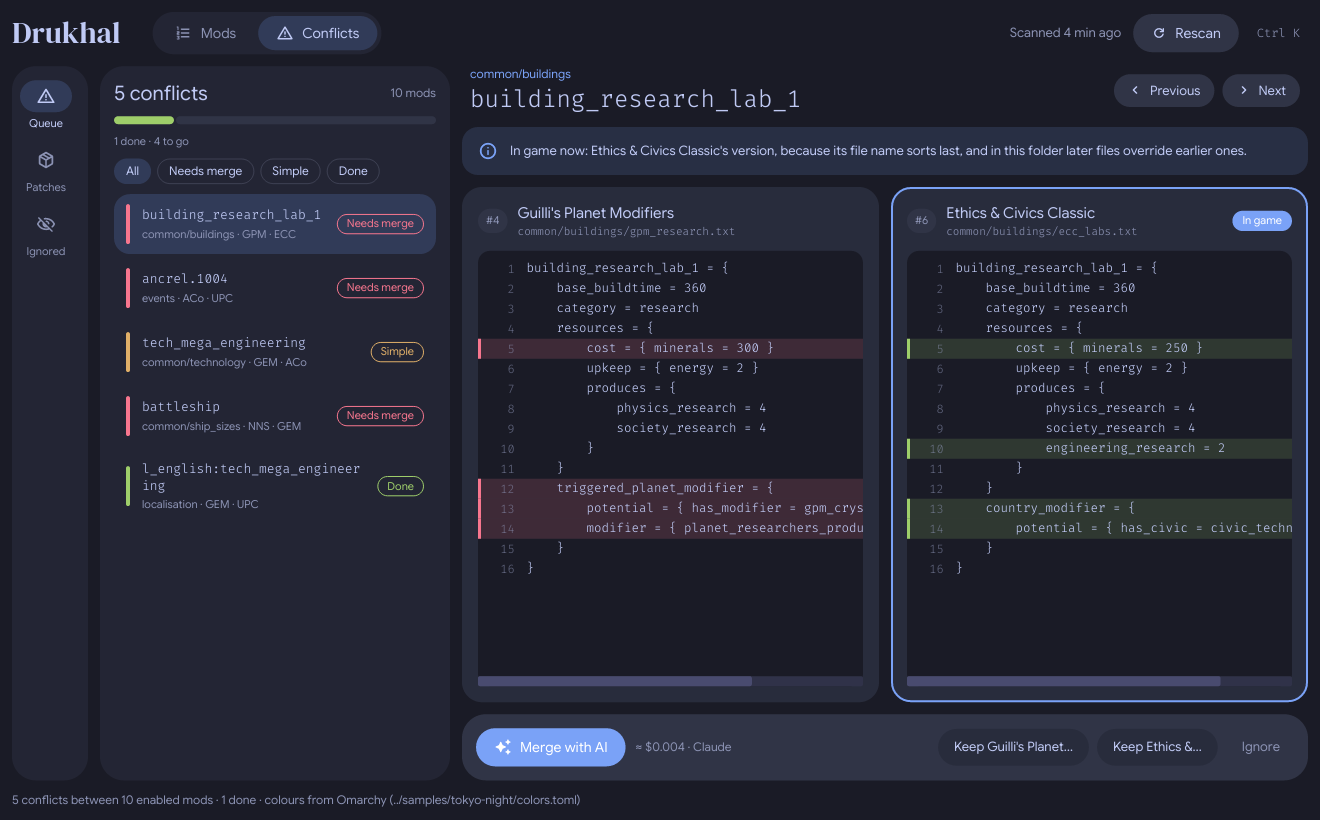 Drukhal
Mods
Conflicts
Scanned 4 min ago
Rescan
Ctrl K
Queue
Patches
Ignored
5 conflicts
10 mods
1 done · 4 to go
All
Needs merge
Simple
Done
building_research_lab_1
common/buildings · GPM · ECC
Needs merge
ancrel.1004
events · ACo · UPC
Needs merge
tech_mega_engineering
common/technology · GEM · ACo
Simple
battleship
common/ship_sizes · NNS · GEM
Needs merge
l_english:tech_mega_engineer
ing
localisation · GEM · UPC
Done
common/buildings
building_research_lab_1
Previous
Next
In game now: Ethics & Civics Classic's version, because its file name sorts last, and in this folder later files override earlier ones.
#4
Guilli's Planet Modifiers
common/buildings/gpm_research.txt
1 building_research_lab_1 = {
2     base_buildtime = 360
3     category = research
4     resources = {
5         cost = { minerals = 300 }
6         upkeep = { energy = 2 }
7         produces = {
8             physics_research = 4
9             society_research = 4
10         }
11     }
12     triggered_planet_modifier = {
13         potential = { has_modifier = gpm_crys
14         modifier = { planet_researchers_produ
15     }
16 }
#6
Ethics & Civics Classic
common/buildings/ecc_labs.txt
In game
1 building_research_lab_1 = {
2     base_buildtime = 360
3     category = research
4     resources = {
5         cost = { minerals = 250 }
6         upkeep = { energy = 2 }
7         produces = {
8             physics_research = 4
9             society_research = 4
10             engineering_research = 2
11         }
12     }
13     country_modifier = {
14         potential = { has_civic = civic_techn
15     }
16 }
Merge with AI
≈ $0.004 · Claude
Keep Guilli's Planet...
Keep Ethics &...
Ignore
5 conflicts between 10 enabled mods · 1 done · colours from Omarchy (../samples/tokyo-night/colors.toml)